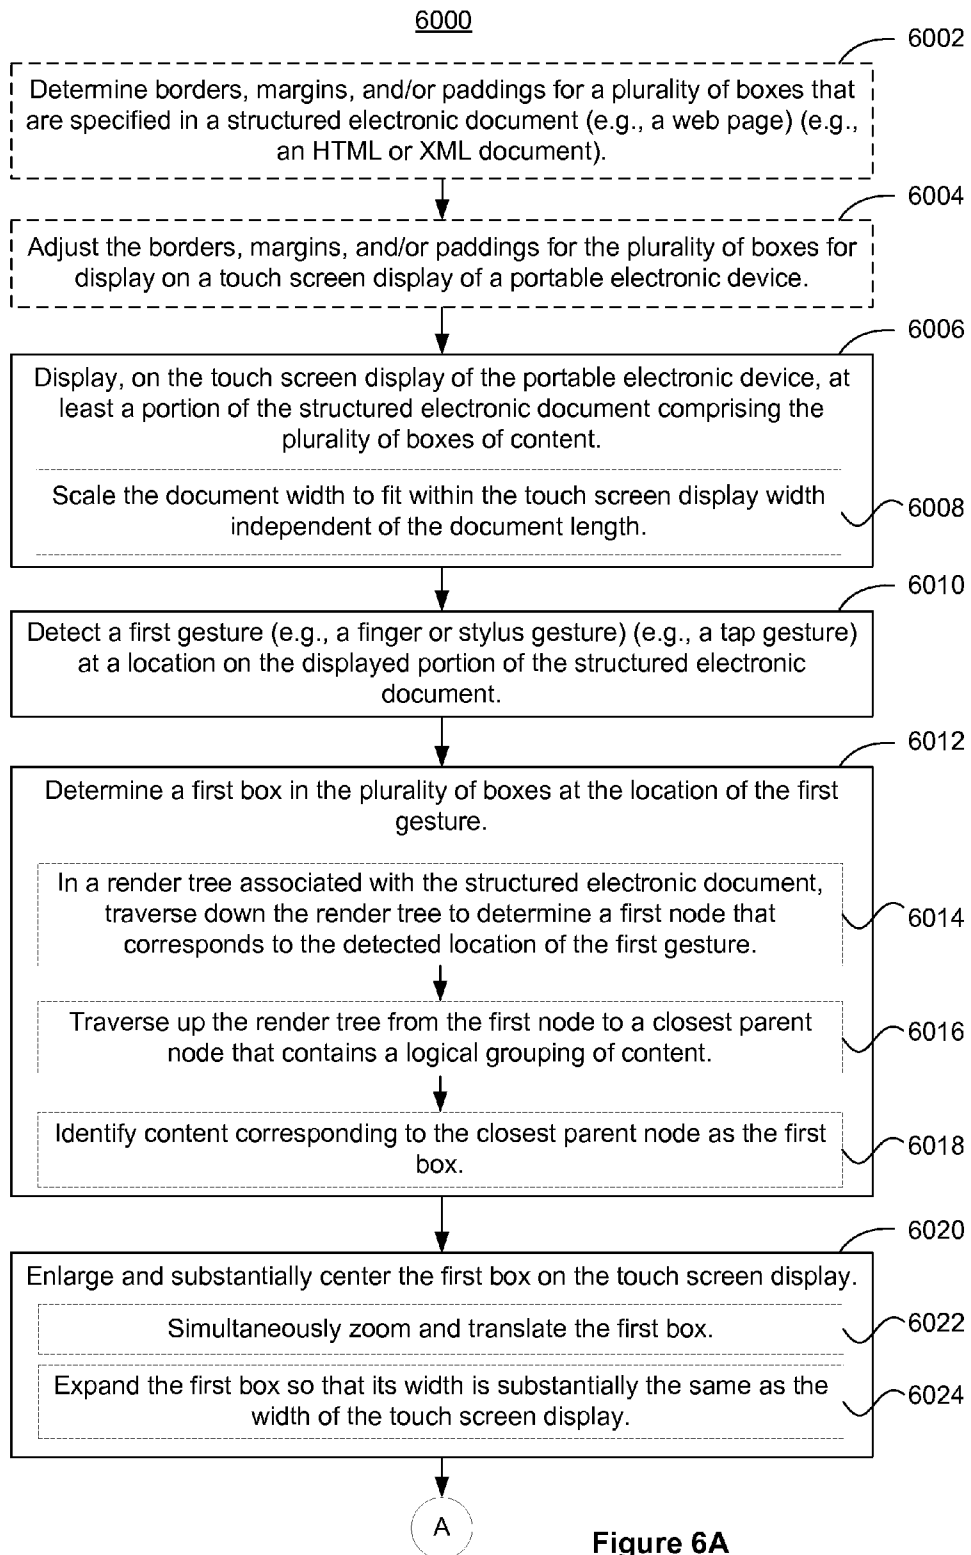 6000
6002
Determine borders, margins, and/or paddings for a plurality of boxes that
are specified in a structured electronic document (e.g., a web page) (e.g.,
an HTML or XML document).
6004
Adjust the borders, margins, and/or paddings for the plurality of boxes for
display on a touch screen display of a portable electronic device.
6006
Display, on the touch screen display of the portable electronic device, at
least a portion of the structured electronic document comprising the
plurality of boxes of content.
Scale the document width to fit within the touch screen display width
independent of the document length.
6008
6010
Detect a first gesture (e.g., a finger or stylus gesture) (e.g., a tap gesture)
at a location on the displayed portion of the structured electronic
document.
6012
Determine a first box in the plurality of boxes at the location of the first
gesture.
In a render tree associated with the structured electronic document,
traverse down the render tree to determine a first node that
corresponds to the detected location of the first gesture.
6014
Traverse up the render tree from the first node to a closest parent
node that contains a logical grouping of content.
6016
Identify content corresponding to the closest parent node as the first
box.
6018
6020
Enlarge and substantially center the first box on the touch screen display.
Simultaneously zoom and translate the first box.
6022
Expand the first box so that its width is substantially the same as the
width of the touch screen display.
6024
A
Figure 6A